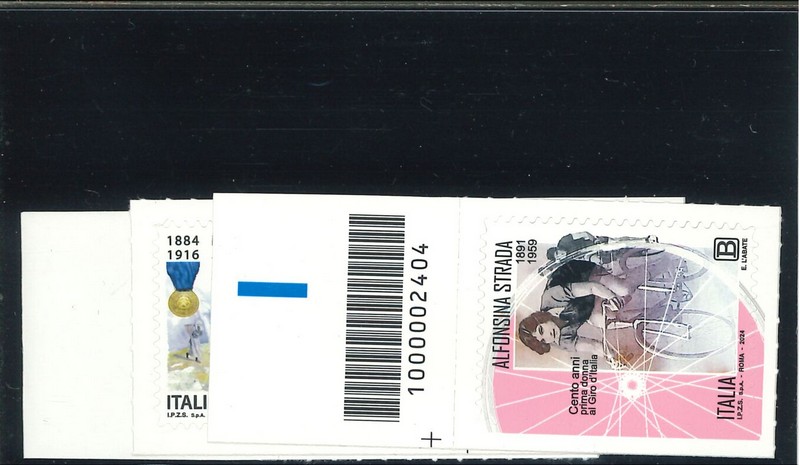 1884
1916
ITALI
I.P.Z.S. S.p.A.
1000002404
ALFONSINA STRADA
1891
1959
Cento anni
prima donna
al Giro d'Italia
B
E. L'ABATE
ITALIA
I.P.Z.S. S.p.A. - ROMA - 2024